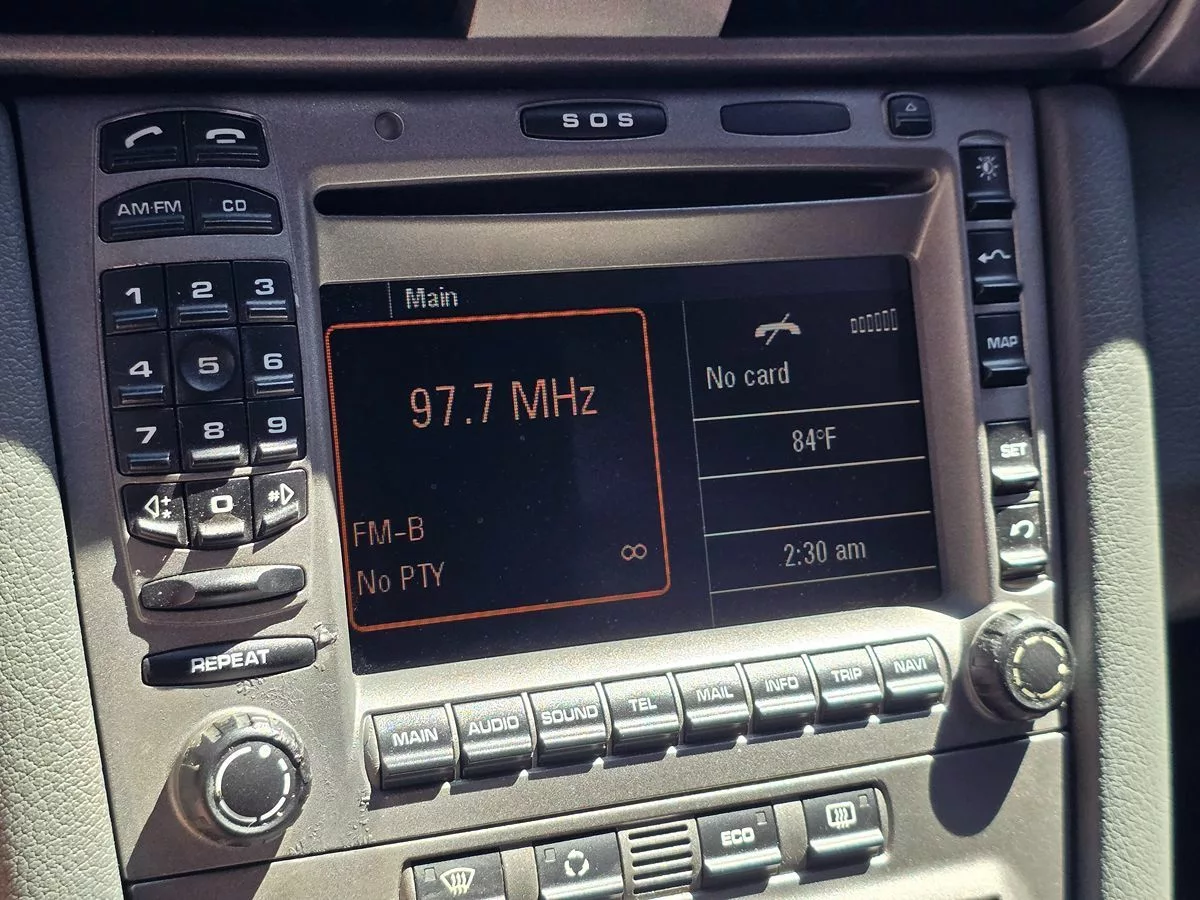 SOS
AM·FM CD
1 2 3
4 5 6
7 8 9
◁+* 0 #▷
REPEAT
Main
97.7 MHz
FM-B
No PTY
∞
No card
84°F
2:30 am
MAP
SET
MAIN AUDIO SOUND TEL MAIL INFO TRIP NAVI
ECO